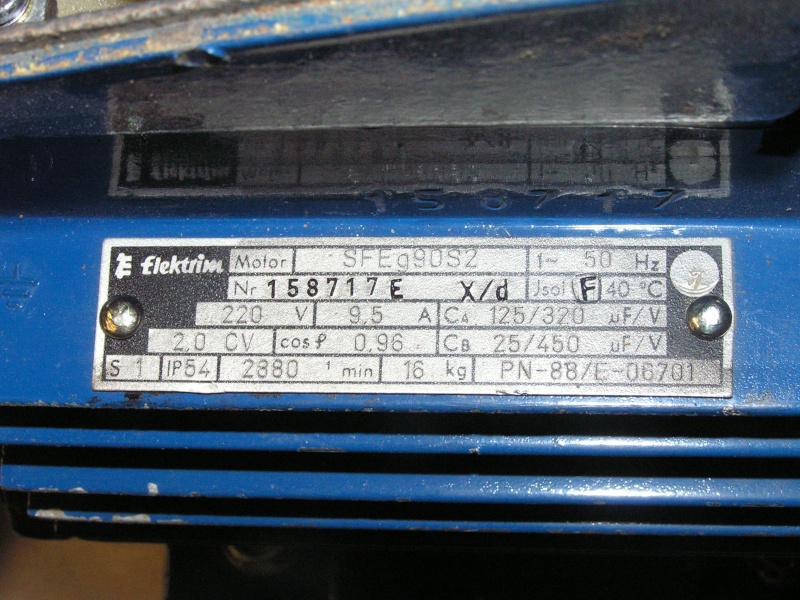 158717
Elektrim Motor SFEg90S2 1~ 50 Hz
Nr 158717E X/d Jsol F 40 °C
220 V 9,5 A CA 125/320 µF/V
2,0 CV cos φ 0,96 CB 25/450 µF/V
S 1 IP54 2880 1/min 16 kg PN-88/E-06701